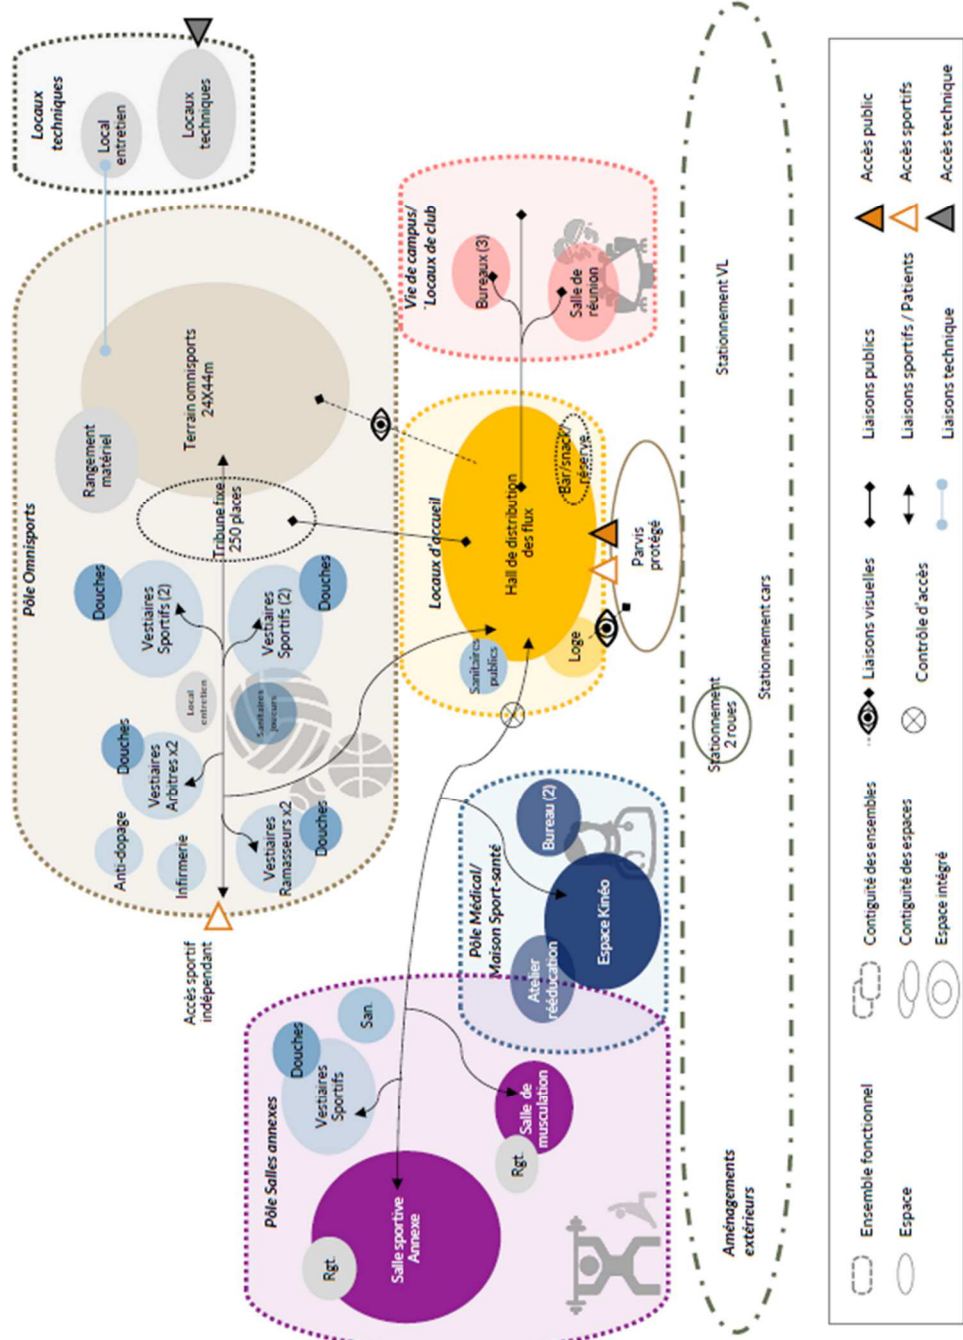 Pôle Salles annexes
Rgt.
Salle sportive
Annexe
Vestiaires
Sportifs
Douches
San.
Rgt.
Salle de
musculation
Accès sportif
indépendant
Pôle Omnisports
Anti-dopage
Infirmerie
Vestiaires
Arbitres x2
Douches
Vestiaires
Ramasseurs x2
Douches
Local
entretien
Sanitaires
joueurs
Douches
Vestiaires
Sportifs (2)
Vestiaires
Sportifs (2)
Douches
Tribune fixe
250 places
Rangement
matériel
Terrain omnisports
24X44m
Locaux
techniques
Local
entretien
Locaux
techniques
Pôle Médical/
Maison Sport-santé
Atelier
rééducation
Espace Kinéo
Bureau (2)
Locaux d'accueil
Sanitaires
publics
Loge
Hall de distribution
des flux
Bar/snack/
réserve
Parvis
protégé
Vie de campus/
Locaux de club
Bureaux (3)
Salle de
réunion
Aménagements
extérieurs
Stationnement
2 roues
Stationnement cars
Stationnement VL
Ensemble fonctionnel
Espace
Contiguité des ensembles
Contiguité des espaces
Espace intégré
Liaisons visuelles
Contrôle d'accès
Liaisons publics
Liaisons sportifs / Patients
Liaisons technique
Accès public
Accès sportifs
Accès technique